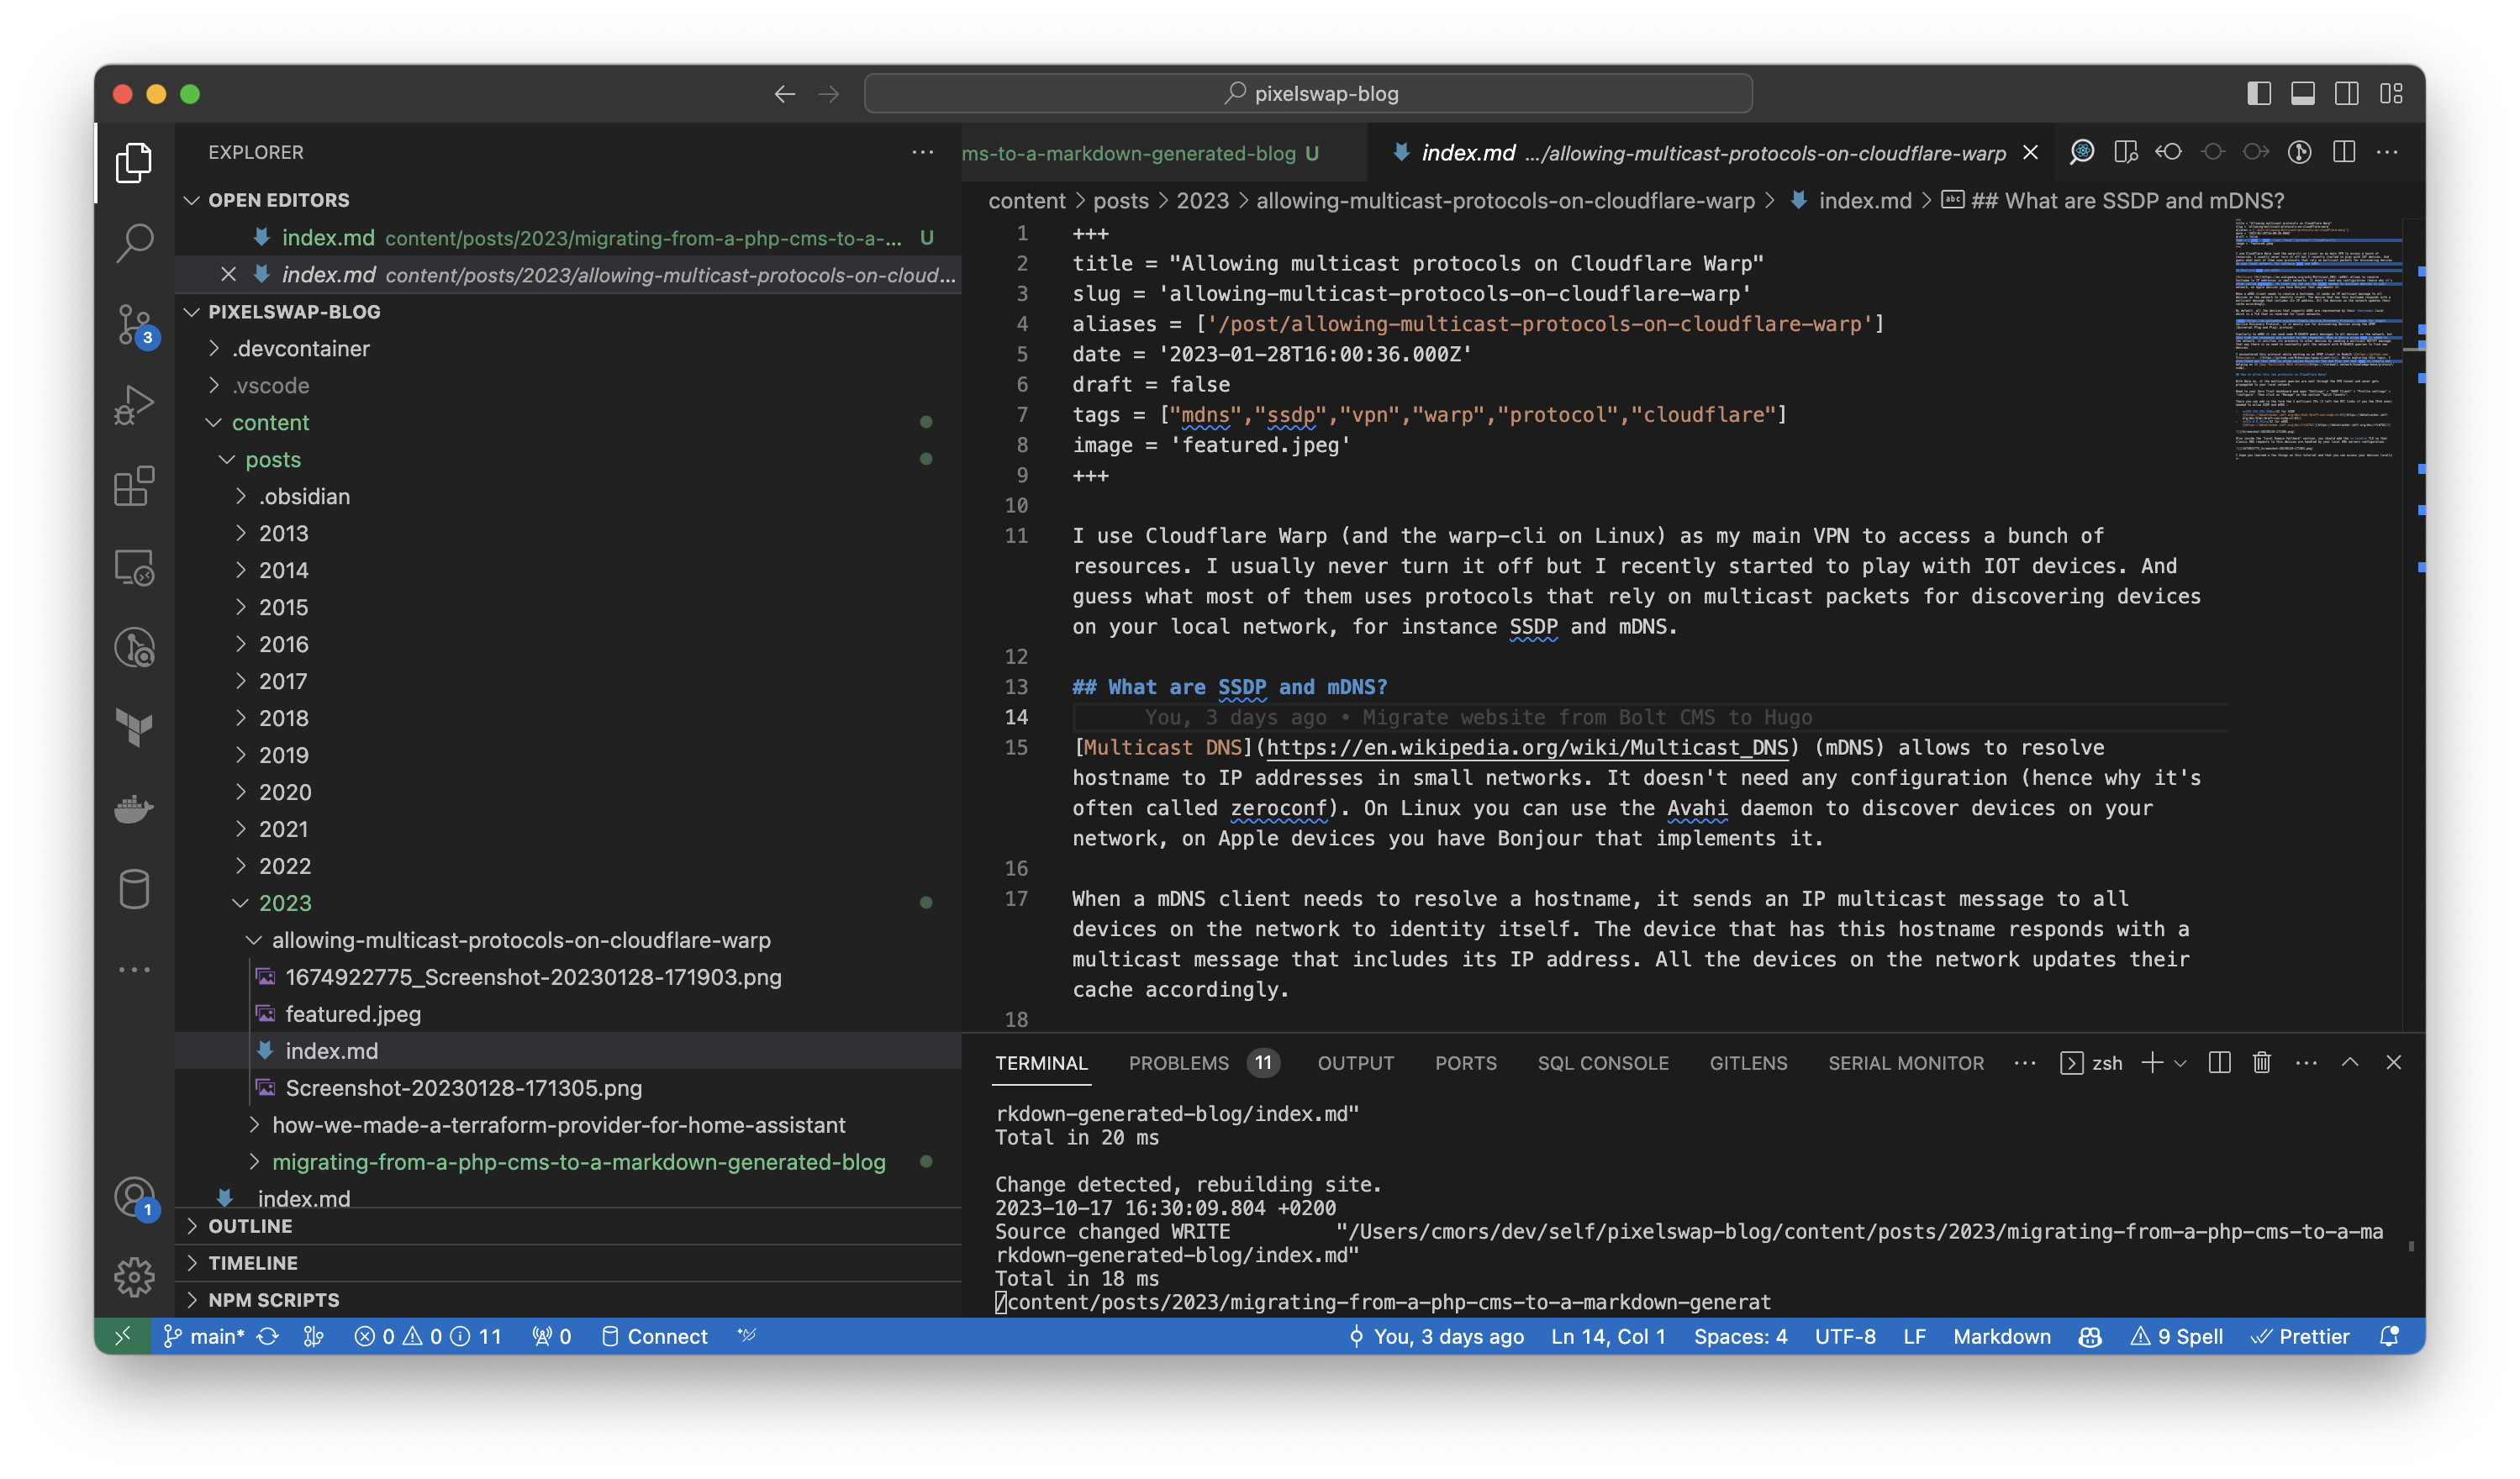 pixelswap-blog
EXPLORER
OPEN EDITORS
index.md content/posts/2023/migrating-from-a-php-cms-to-a-... U
index.md content/posts/2023/allowing-multicast-protocols-on-cloud...
PIXELSWAP-BLOG
.devcontainer
.vscode
content
posts
.obsidian
2013
2014
2015
2016
2017
2018
2019
2020
2021
2022
2023
allowing-multicast-protocols-on-cloudflare-warp
1674922775_Screenshot-20230128-171903.png
featured.jpeg
index.md
Screenshot-20230128-171305.png
how-we-made-a-terraform-provider-for-home-assistant
migrating-from-a-php-cms-to-a-markdown-generated-blog
index.md
OUTLINE
TIMELINE
NPM SCRIPTS
3
1
ms-to-a-markdown-generated-blog U
index.md .../allowing-multicast-protocols-on-cloudflare-warp
content > posts > 2023 > allowing-multicast-protocols-on-cloudflare-warp > index.md > abc ## What are SSDP and mDNS?
1 +++
2 title = "Allowing multicast protocols on Cloudflare Warp"
3 slug = 'allowing-multicast-protocols-on-cloudflare-warp'
4 aliases = ['/post/allowing-multicast-protocols-on-cloudflare-warp']
5 date = '2023-01-28T16:00:36.000Z'
6 draft = false
7 tags = ["mdns","ssdp","vpn","warp","protocol","cloudflare"]
8 image = 'featured.jpeg'
9 +++
10
11 I use Cloudflare Warp (and the warp-cli on Linux) as my main VPN to access a bunch of
resources. I usually never turn it off but I recently started to play with IOT devices. And
guess what most of them uses protocols that rely on multicast packets for discovering devices
on your local network, for instance SSDP and mDNS.
12
13 ## What are SSDP and mDNS?
14 You, 3 days ago • Migrate website from Bolt CMS to Hugo
15 [Multicast DNS](https://en.wikipedia.org/wiki/Multicast_DNS) (mDNS) allows to resolve
hostname to IP addresses in small networks. It doesn't need any configuration (hence why it's
often called zeroconf). On Linux you can use the Avahi daemon to discover devices on your
network, on Apple devices you have Bonjour that implements it.
16
17 When a mDNS client needs to resolve a hostname, it sends an IP multicast message to all
devices on the network to identity itself. The device that has this hostname responds with a
multicast message that includes its IP address. All the devices on the network updates their
cache accordingly.
18
TERMINAL PROBLEMS 11 OUTPUT PORTS SQL CONSOLE GITLENS SERIAL MONITOR zsh
rkdown-generated-blog/index.md"
Total in 20 ms
Change detected, rebuilding site.
2023-10-17 16:30:09.804 +0200
Source changed WRITE "/Users/cmors/dev/self/pixelswap-blog/content/posts/2023/migrating-from-a-php-cms-to-a-ma
rkdown-generated-blog/index.md"
Total in 18 ms
/content/posts/2023/migrating-from-a-php-cms-to-a-markdown-generat
main* 0 0 11 0 Connect You, 3 days ago Ln 14, Col 1 Spaces: 4 UTF-8 LF Markdown 9 Spell Prettier